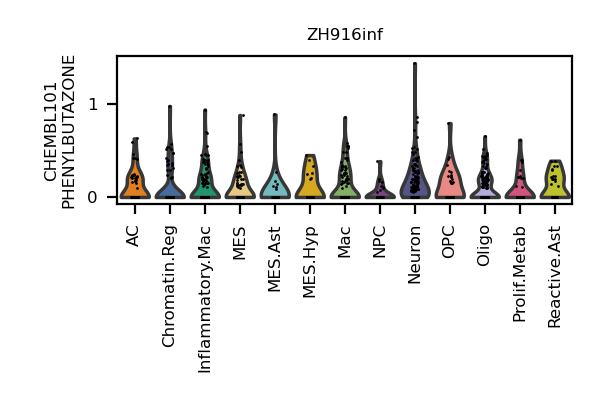 ZH916inf
CHEMBL101
PHENYLBUTAZONE
1
0
AC
Chromatin.Reg
Inflammatory.Mac
MES
MES.Ast
MES.Hyp
Mac
NPC
Neuron
OPC
Oligo
Prolif.Metab
Reactive.Ast